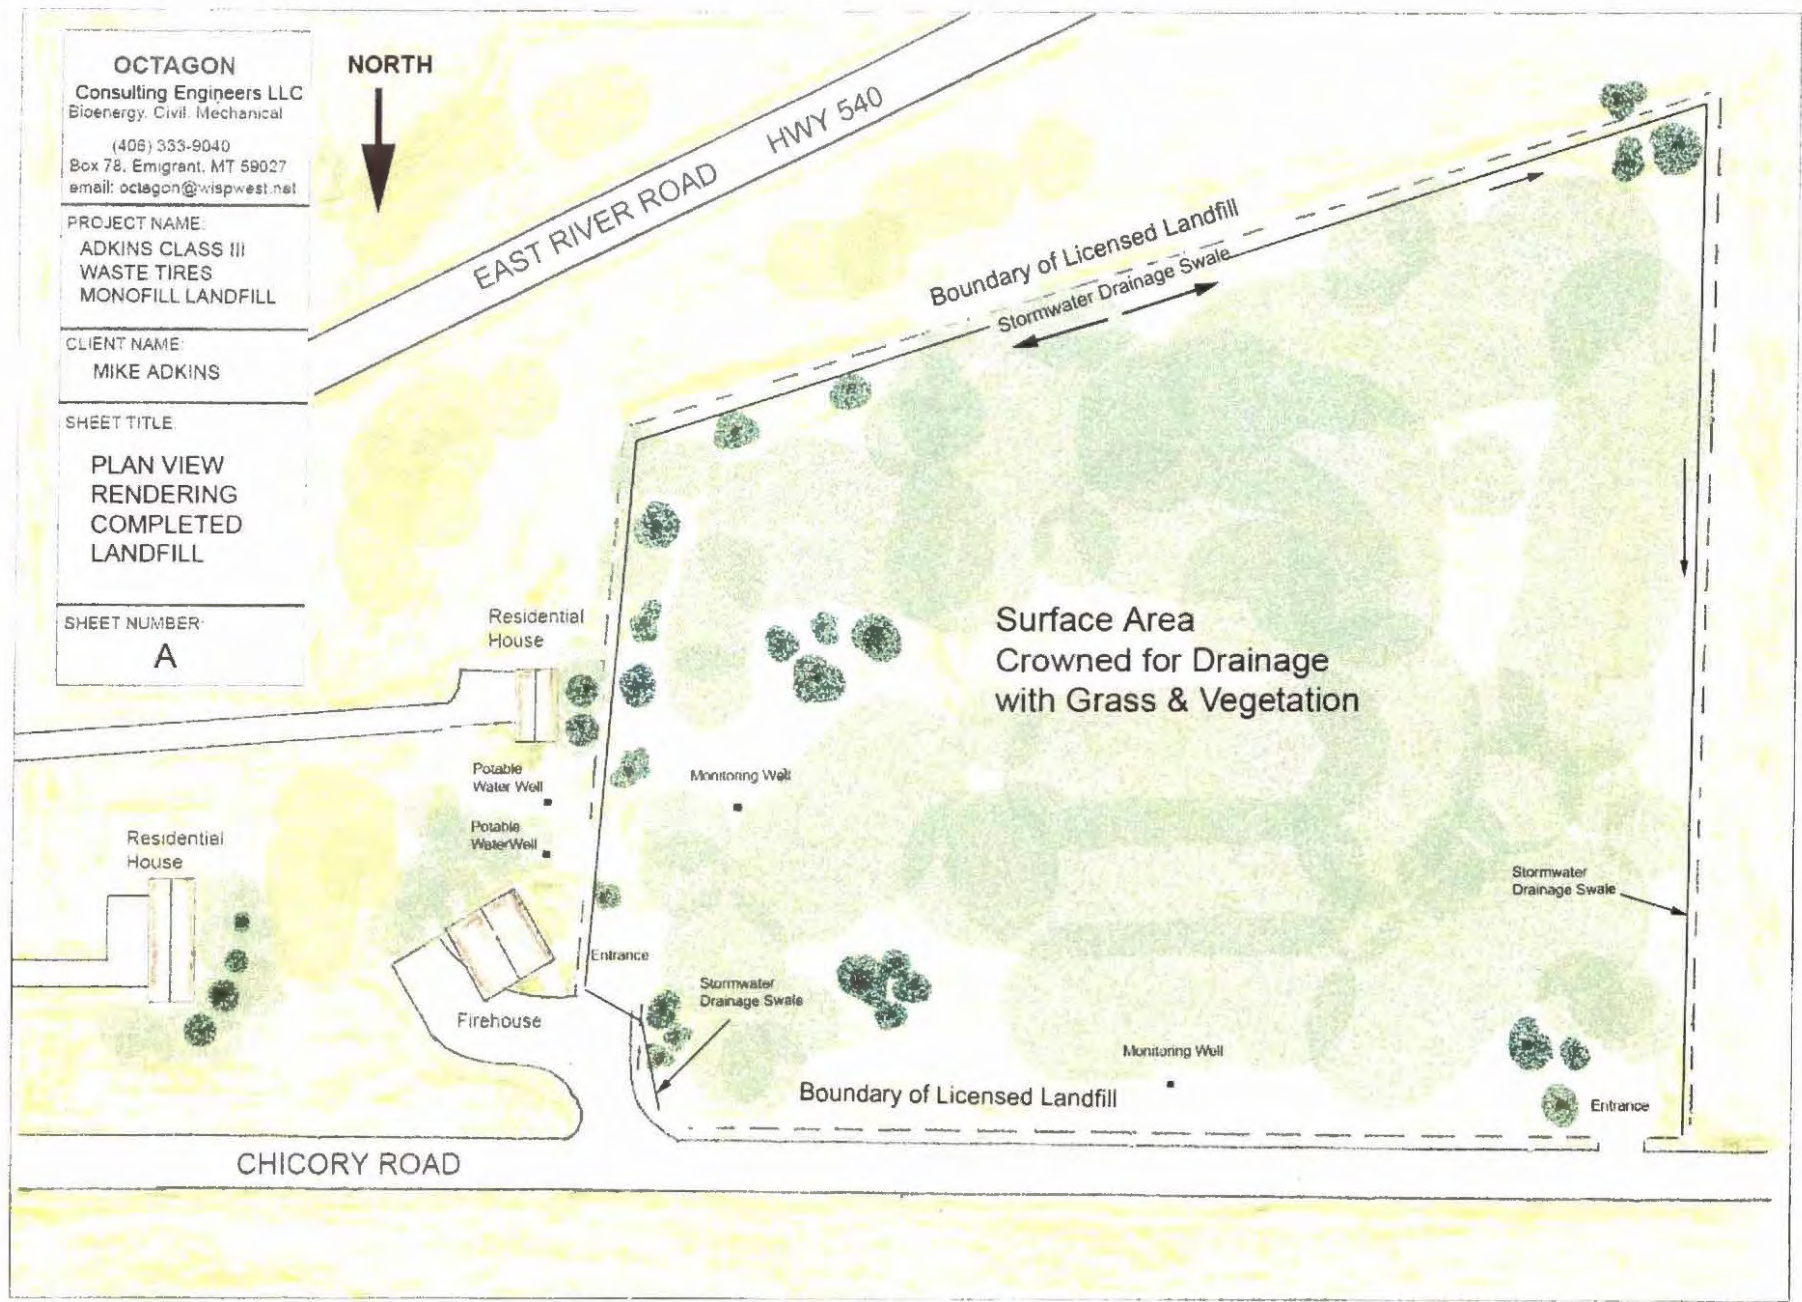 OCTAGON
Consulting Engineers LLC
Bioenergy, Civil, Mechanical
(406) 333-9040
Box 78, Emigrant, MT 59027
email: octagon@wispwest.net
PROJECT NAME:
ADKINS CLASS III
WASTE TIRES
MONOFILL LANDFILL
CLIENT NAME:
MIKE ADKINS
SHEET TITLE
PLAN VIEW
RENDERING
COMPLETED
LANDFILL
SHEET NUMBER:
A
NORTH
EAST RIVER ROAD HWY 540
Boundary of Licensed Landfill
Stormwater Drainage Swale
Residential
House
Surface Area
Crowned for Drainage
with Grass & Vegetation
Potable
Water Well
Monitoring Well
Potable
WaterWell
Residential
House
Stormwater
Drainage Swale
Entrance
Stormwater
Drainage Swale
Firehouse
Monitoring Well
Boundary of Licensed Landfill
Entrance
CHICORY ROAD